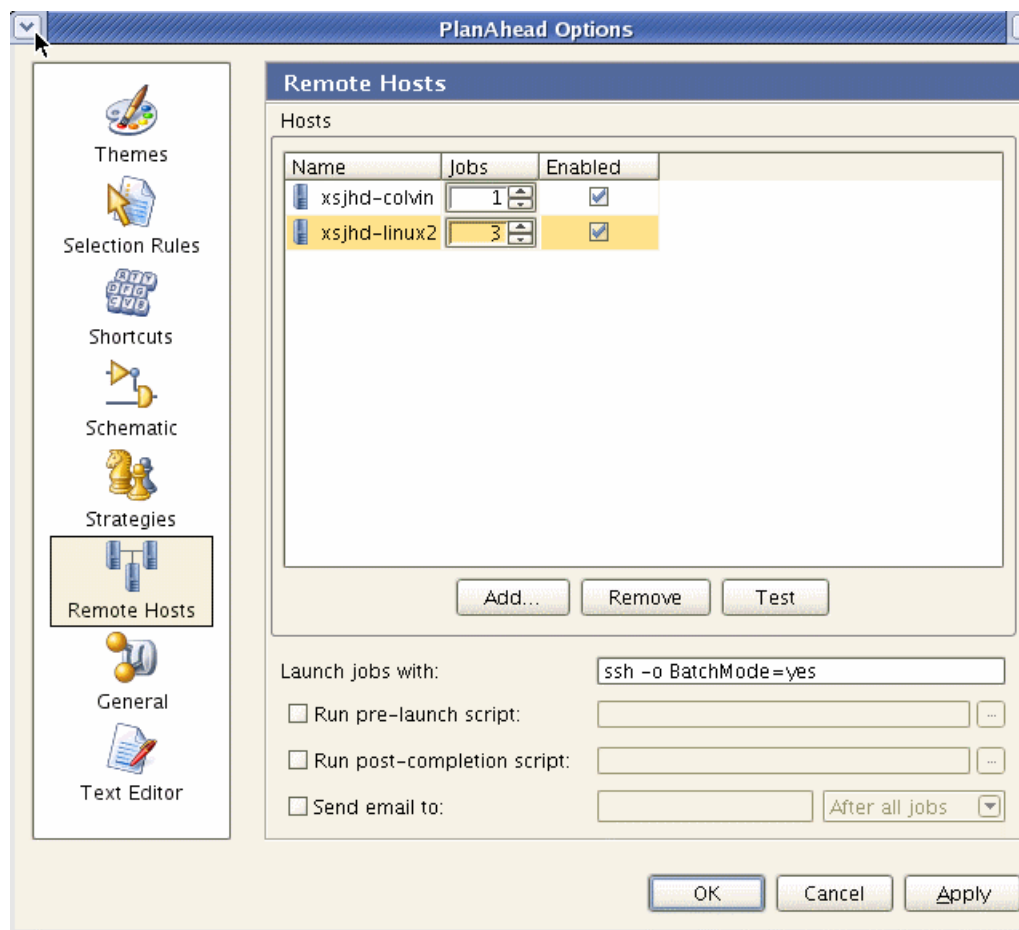 PlanAhead Options
Themes
Selection Rules
Shortcuts
Schematic
Strategies
Remote Hosts
General
Text Editor
Remote Hosts
Hosts
Name Jobs Enabled
xsjhd-colvin 1
xsjhd-linux2 3
Add... Remove Test
Launch jobs with: ssh -o BatchMode=yes
Run pre-launch script: ...
Run post-completion script: ...
Send email to: After all jobs
OK Cancel Apply